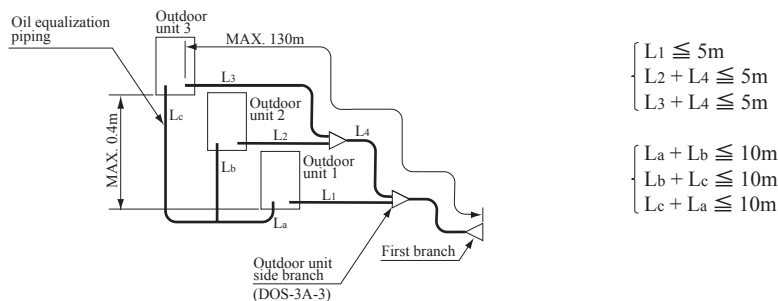 Oil equalization
piping
Outdoor
unit 3
MAX. 130m
L3
Lc
Outdoor
unit 2
L2
L4
MAX. 0.4m
Lb
Outdoor
unit 1
L1
La
Outdoor unit
side branch
(DOS-3A-3)
First branch
L1 ≦ 5m
L2 + L4 ≦ 5m
L3 + L4 ≦ 5m
La + Lb ≦ 10m
Lb + Lc ≦ 10m
Lc + La ≦ 10m